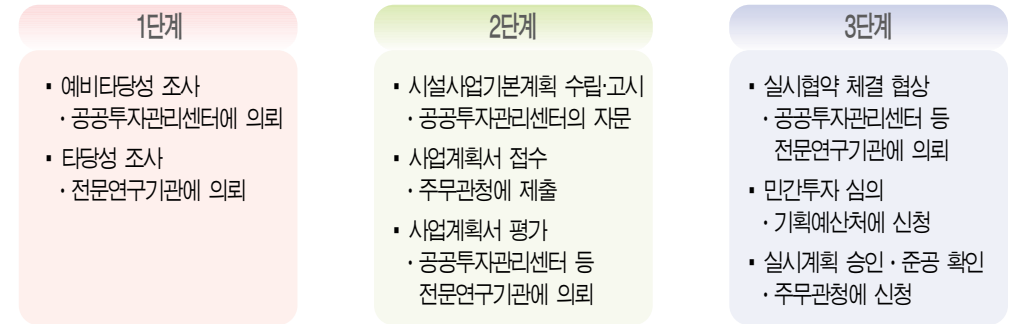 1단계
▪ 예비타당성 조사
· 공공투자관리센터에 의뢰
▪ 타당성 조사
· 전문연구기관에 의뢰
2단계
▪ 시설사업기본계획 수립·고시
· 공공투자관리센터의 자문
▪ 사업계획서 접수
· 주무관청에 제출
▪ 사업계획서 평가
· 공공투자관리센터 등
전문연구기관에 의뢰
3단계
▪ 실시협약 체결 협상
· 공공투자관리센터 등
전문연구기관에 의뢰
▪ 민간투자 심의
· 기획예산처에 신청
▪ 실시계획 승인 · 준공 확인
· 주무관청에 신청